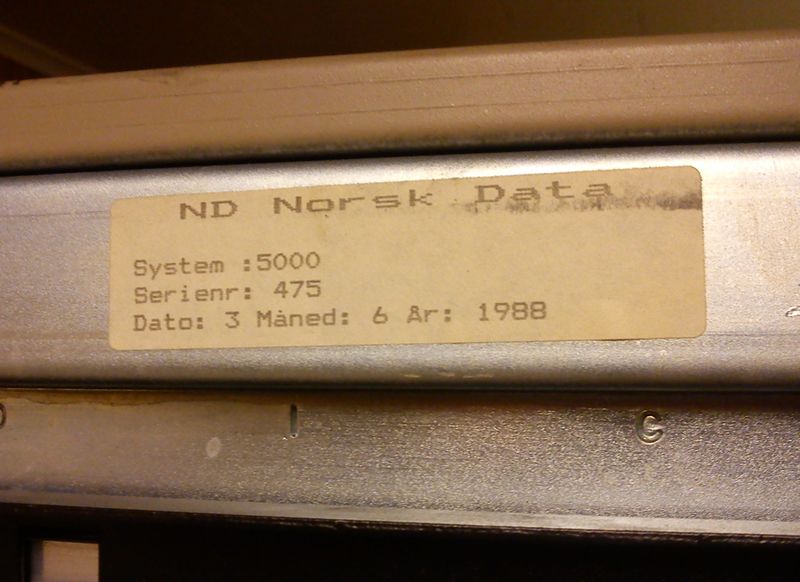 ND Norsk Data
System :5000
Serienr: 475
Dato: 3 Måned: 6 År: 1988
I C